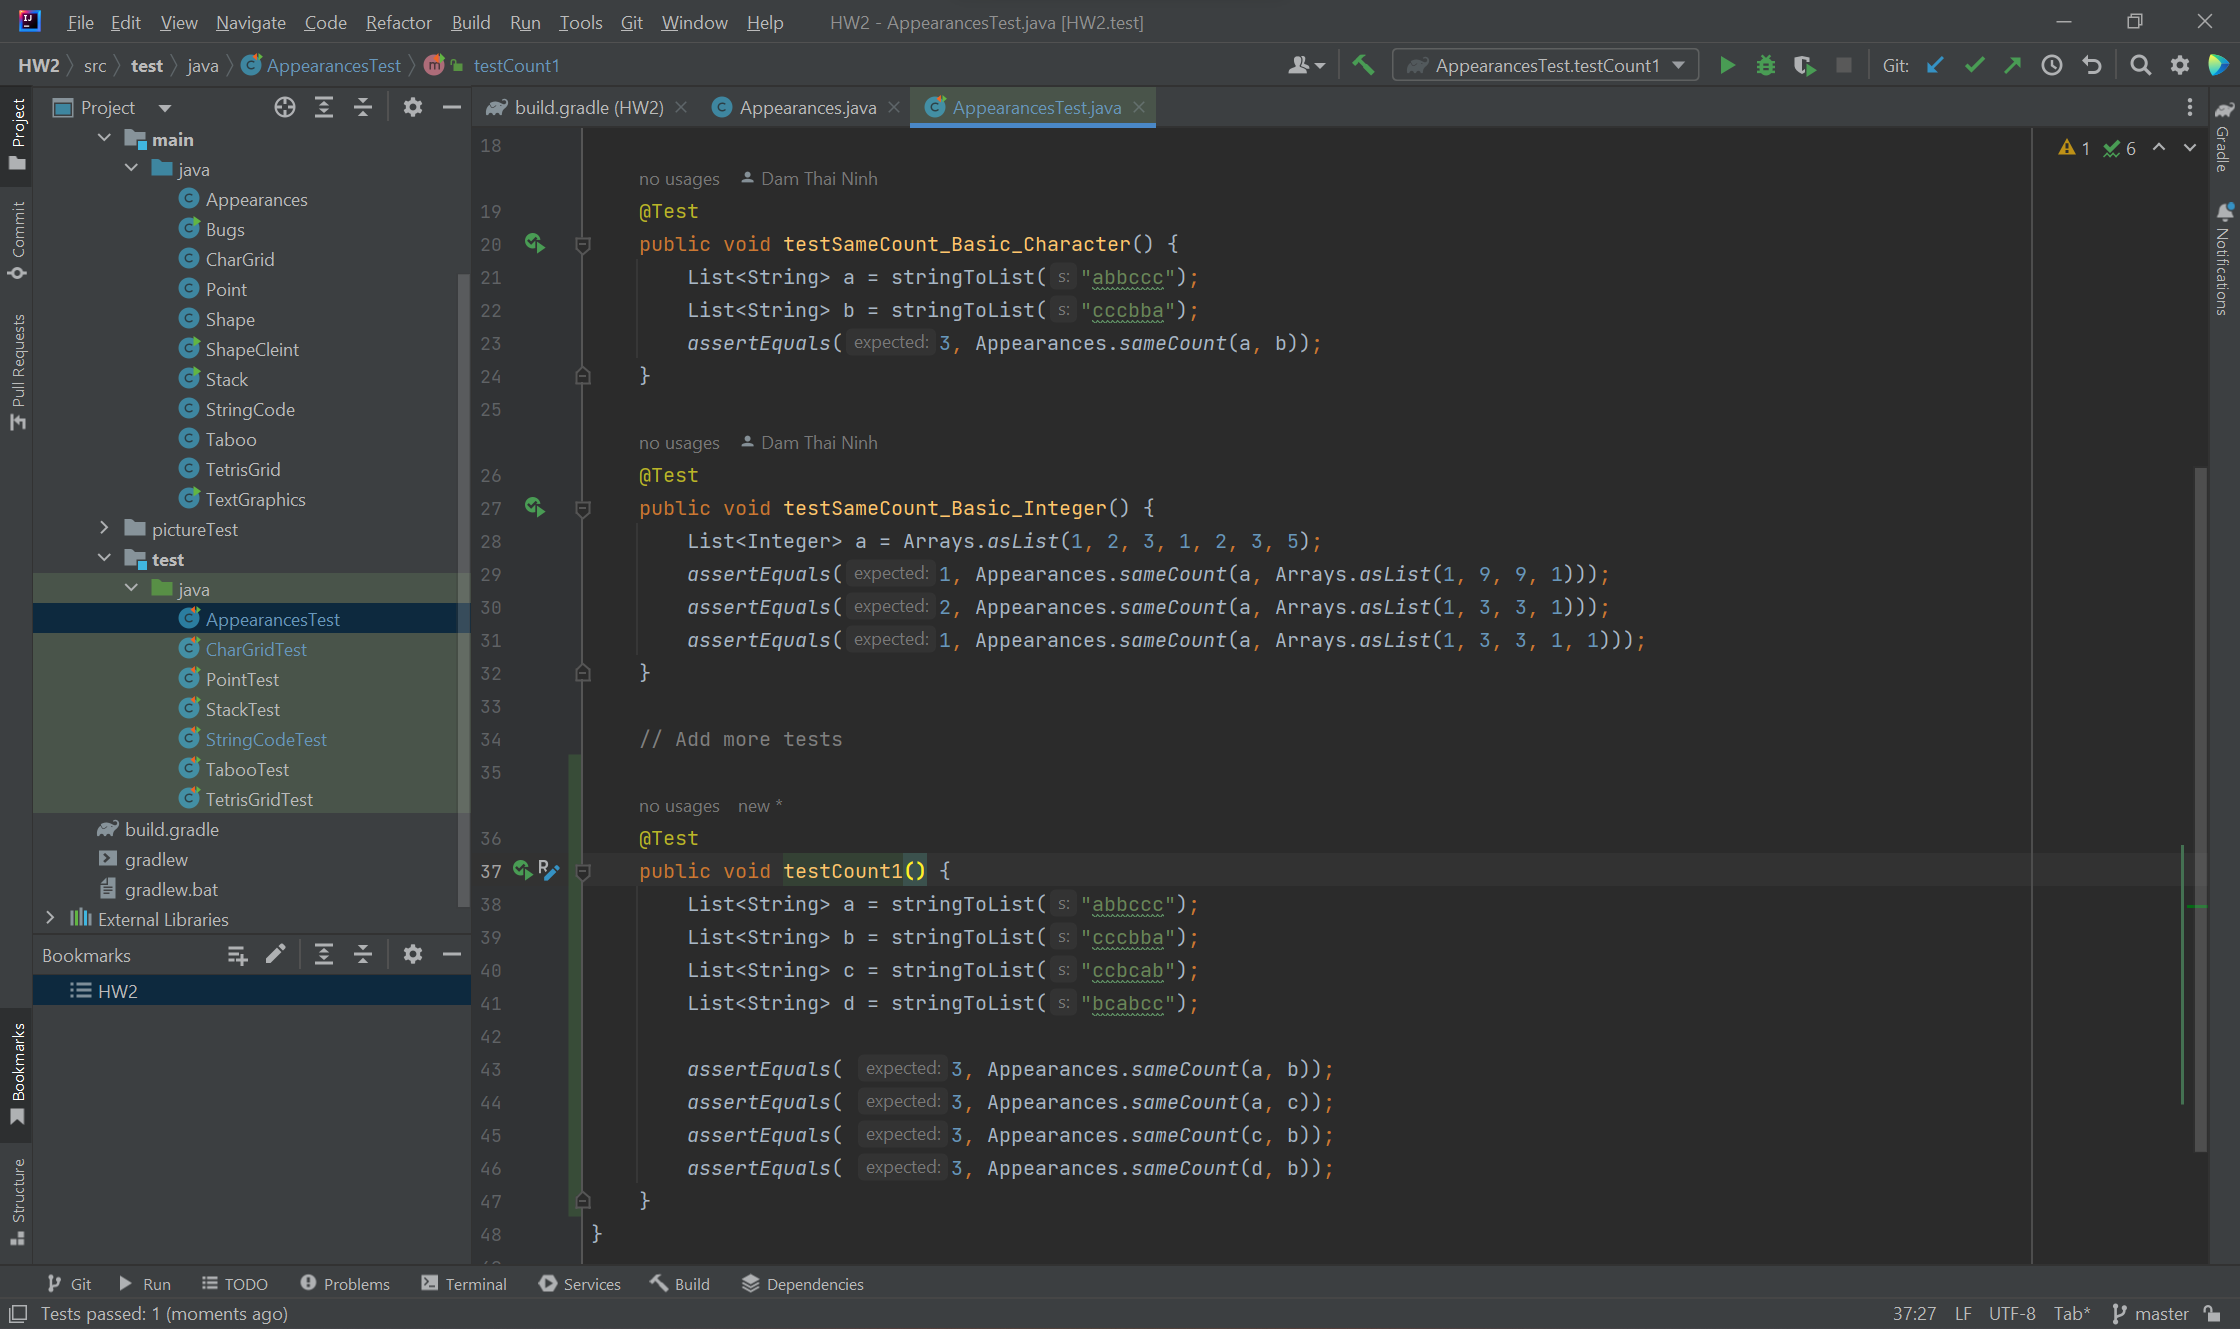 File Edit View Navigate Code Refactor Build Run Tools Git Window Help HW2 - AppearancesTest.java [HW2.test]
HW2 src test java AppearancesTest testCount1
AppearancesTest.testCount1 Git:
Project
build.gradle (HW2) Appearances.java AppearancesTest.java
main
java
Appearances
Bugs
CharGrid
Point
Shape
ShapeCleint
Stack
StringCode
Taboo
TetrisGrid
TextGraphics
pictureTest
test
java
AppearancesTest
CharGridTest
PointTest
StackTest
StringCodeTest
TabooTest
TetrisGridTest
build.gradle
gradlew
gradlew.bat
External Libraries
Bookmarks
HW2
Project
Commit
Pull Requests
Bookmarks
Structure
1 6
18
no usages Dam Thai Ninh
19 @Test
20 public void testSameCount_Basic_Character() {
21 List<String> a = stringToList( s: "abbccc");
22 List<String> b = stringToList( s: "cccbba");
23 assertEquals( expected: 3, Appearances.sameCount(a, b));
24 }
25
no usages Dam Thai Ninh
26 @Test
27 public void testSameCount_Basic_Integer() {
28 List<Integer> a = Arrays.asList(1, 2, 3, 1, 2, 3, 5);
29 assertEquals( expected: 1, Appearances.sameCount(a, Arrays.asList(1, 9, 9, 1)));
30 assertEquals( expected: 2, Appearances.sameCount(a, Arrays.asList(1, 3, 3, 1)));
31 assertEquals( expected: 1, Appearances.sameCount(a, Arrays.asList(1, 3, 3, 1, 1)));
32 }
33
34 // Add more tests
35
no usages new *
36 @Test
37 public void testCount1() {
38 List<String> a = stringToList( s: "abbccc");
39 List<String> b = stringToList( s: "cccbba");
40 List<String> c = stringToList( s: "ccbcab");
41 List<String> d = stringToList( s: "bcabcc");
42
43 assertEquals( expected: 3, Appearances.sameCount(a, b));
44 assertEquals( expected: 3, Appearances.sameCount(a, c));
45 assertEquals( expected: 3, Appearances.sameCount(c, b));
46 assertEquals( expected: 3, Appearances.sameCount(d, b));
47 }
48 }
Gradle
Notifications
Git Run TODO Problems Terminal Services Build Dependencies
Tests passed: 1 (moments ago) 37:27 LF UTF-8 Tab* master